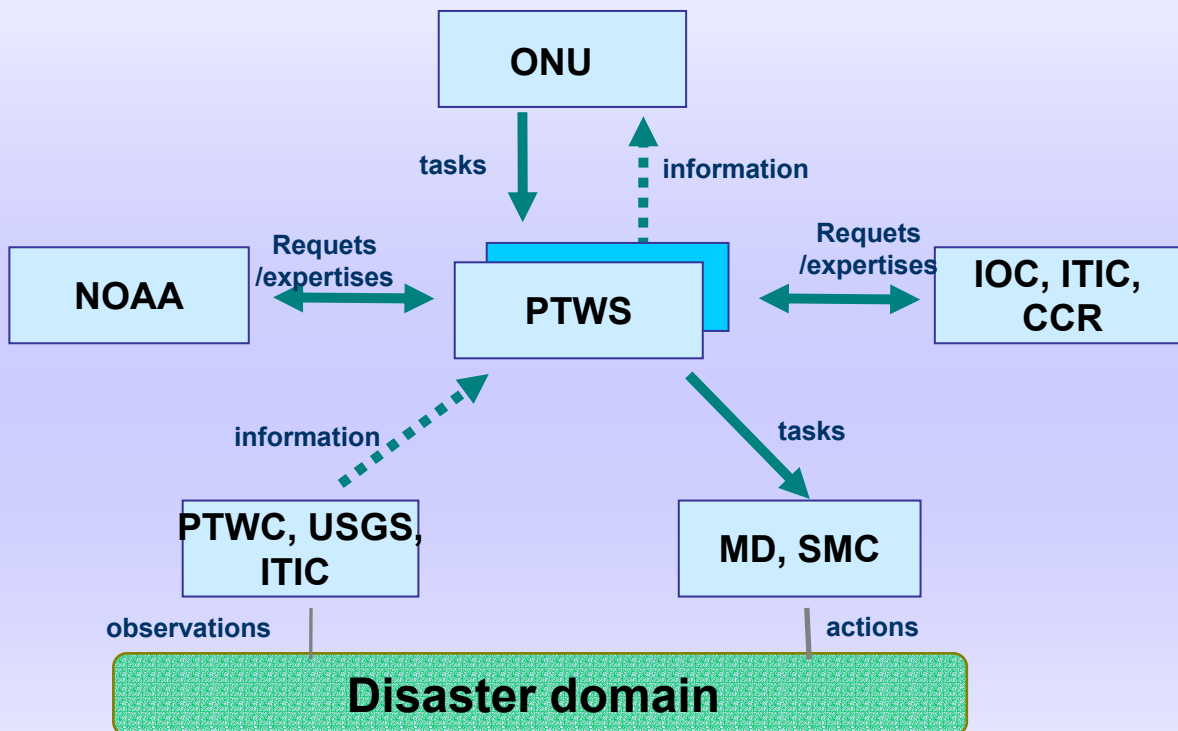 ONU
tasks
information
Requets
/expertises
Requets
/expertises
NOAA
PTWS
IOC, ITIC,
CCR
information
tasks
PTWC, USGS,
ITIC
MD, SMC
observations
actions
Disaster domain